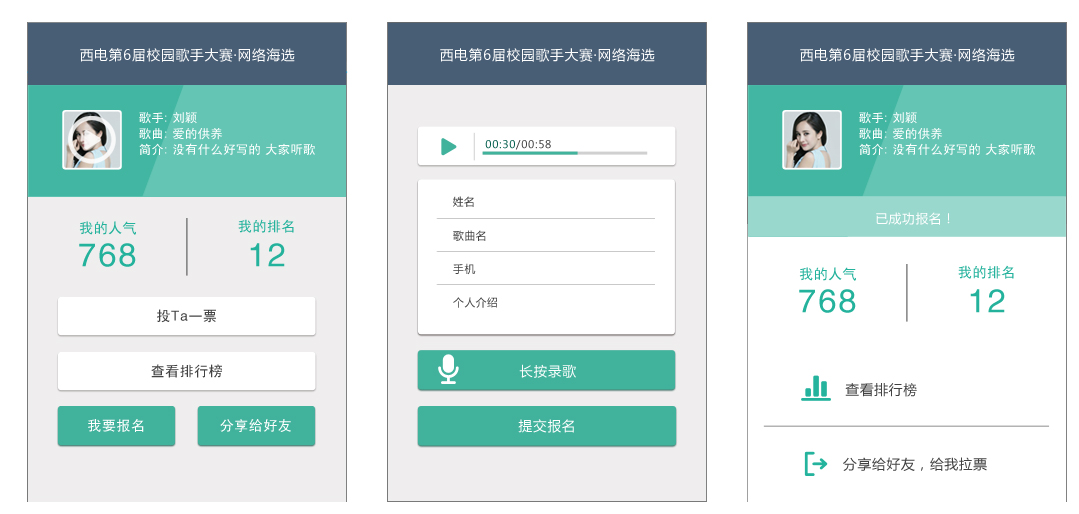 西电第6届校园歌手大赛·网络海选
歌手: 刘颖
歌曲: 爱的供养
简介: 没有什么好写的 大家听歌
我的人气
768
我的排名
12
投Ta一票
查看排行榜
我要报名
分享给好友
西电第6届校园歌手大赛·网络海选
00:30/00:58
姓名
歌曲名
手机
个人介绍
长按录歌
提交报名
西电第6届校园歌手大赛·网络海选
歌手: 刘颖
歌曲: 爱的供养
简介: 没有什么好写的 大家听歌
已成功报名！
我的人气
768
我的排名
12
查看排行榜
分享给好友，给我拉票